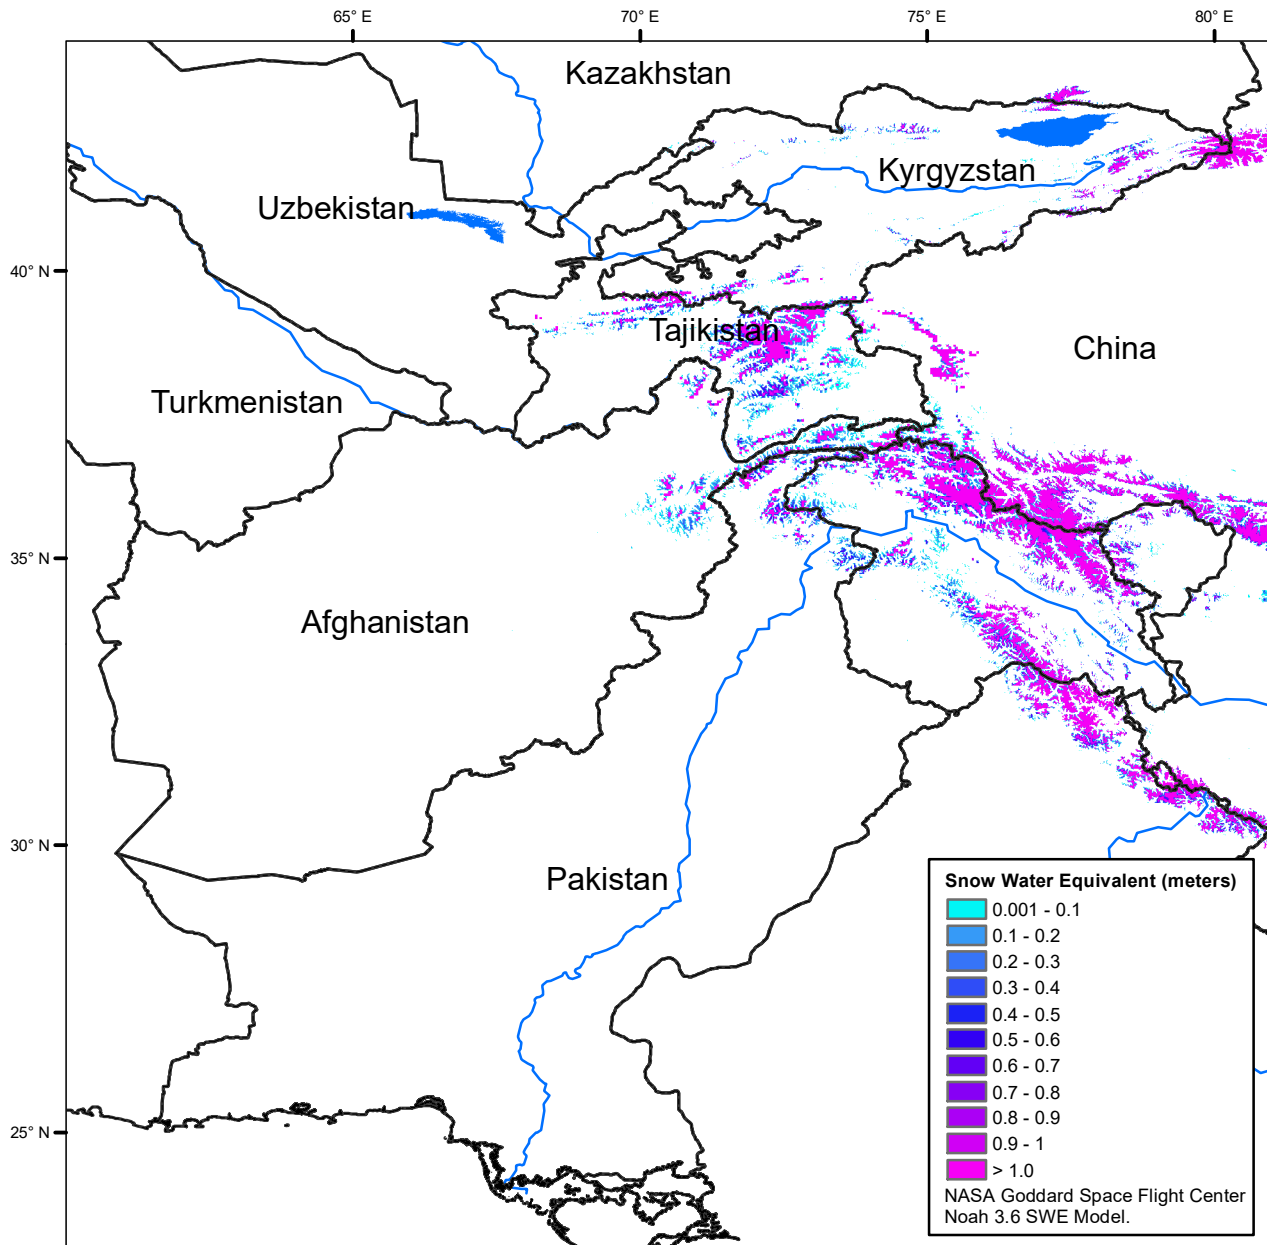 65° E
70° E
75° E
80° E
Kazakhstan
Kyrgyzstan
Uzbekistan
40° N
Tajikistan
China
Turkmenistan
35° N
Afghanistan
30° N
Pakistan
25° N
Snow Water Equivalent (meters)
0.001 - 0.1
0.1 - 0.2
0.2 - 0.3
0.3 - 0.4
0.4 - 0.5
0.5 - 0.6
0.6 - 0.7
0.7 - 0.8
0.8 - 0.9
0.9 - 1
> 1.0
NASA Goddard Space Flight Center
Noah 3.6 SWE Model.